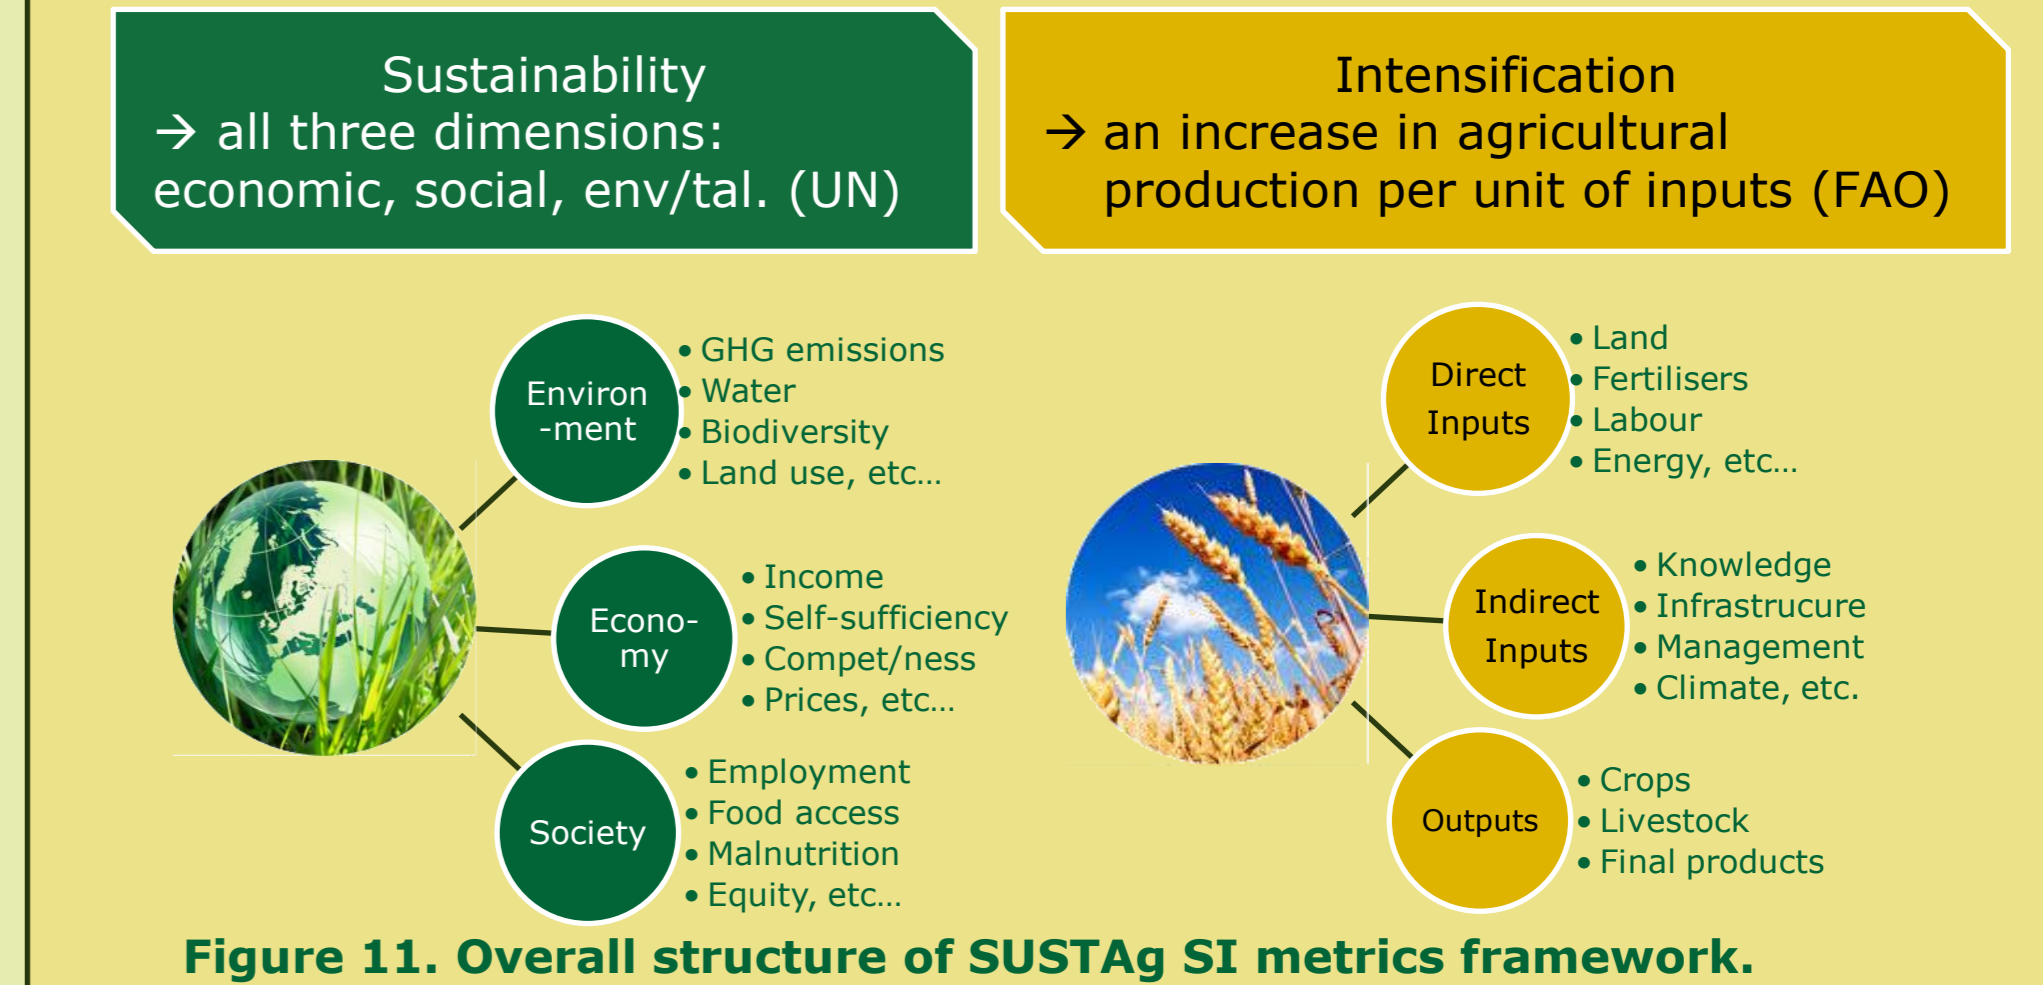 Sustainability
→ all three dimensions:
economic, social, env/tal. (UN)
Intensification
→ an increase in agricultural
production per unit of inputs (FAO)
Environ
-ment
• GHG emissions
• Water
• Biodiversity
• Land use, etc…
Econo-
my
• Income
• Self-sufficiency
• Compet/ness
• Prices, etc…
Society
• Employment
• Food access
• Malnutrition
• Equity, etc…
Direct
Inputs
• Land
• Fertilisers
• Labour
• Energy, etc…
Indirect
Inputs
• Knowledge
• Infrastrucure
• Management
• Climate, etc.
Outputs
• Crops
• Livestock
• Final products
Figure 11. Overall structure of SUSTAg SI metrics framework.